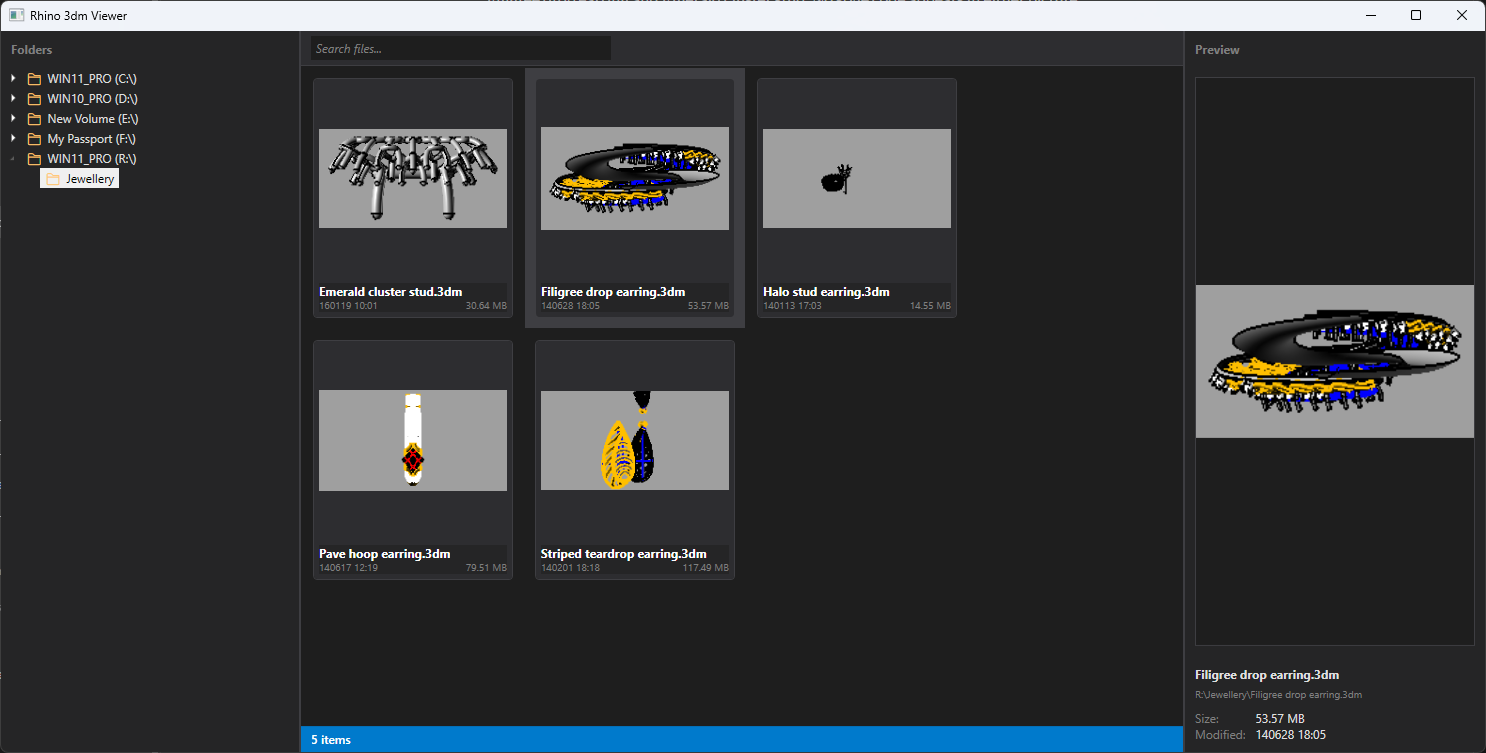 Rhino 3dm Viewer
Folders
WIN11_PRO (C:\)
WIN10_PRO (D:\)
New Volume (E:\)
My Passport (F:\)
WIN11_PRO (R:\)
Jewellery
Search files...
Emerald cluster stud.3dm
160119 10:01 30.64 MB
Filigree drop earring.3dm
140628 18:05 53.57 MB
Halo stud earring.3dm
140113 17:03 14.55 MB
Pave hoop earring.3dm
140617 12:19 79.51 MB
Striped teardrop earring.3dm
140201 18:18 117.49 MB
5 items
Preview
Filigree drop earring.3dm
R:\Jewellery\Filigree drop earring.3dm
Size: 53.57 MB
Modified: 140628 18:05